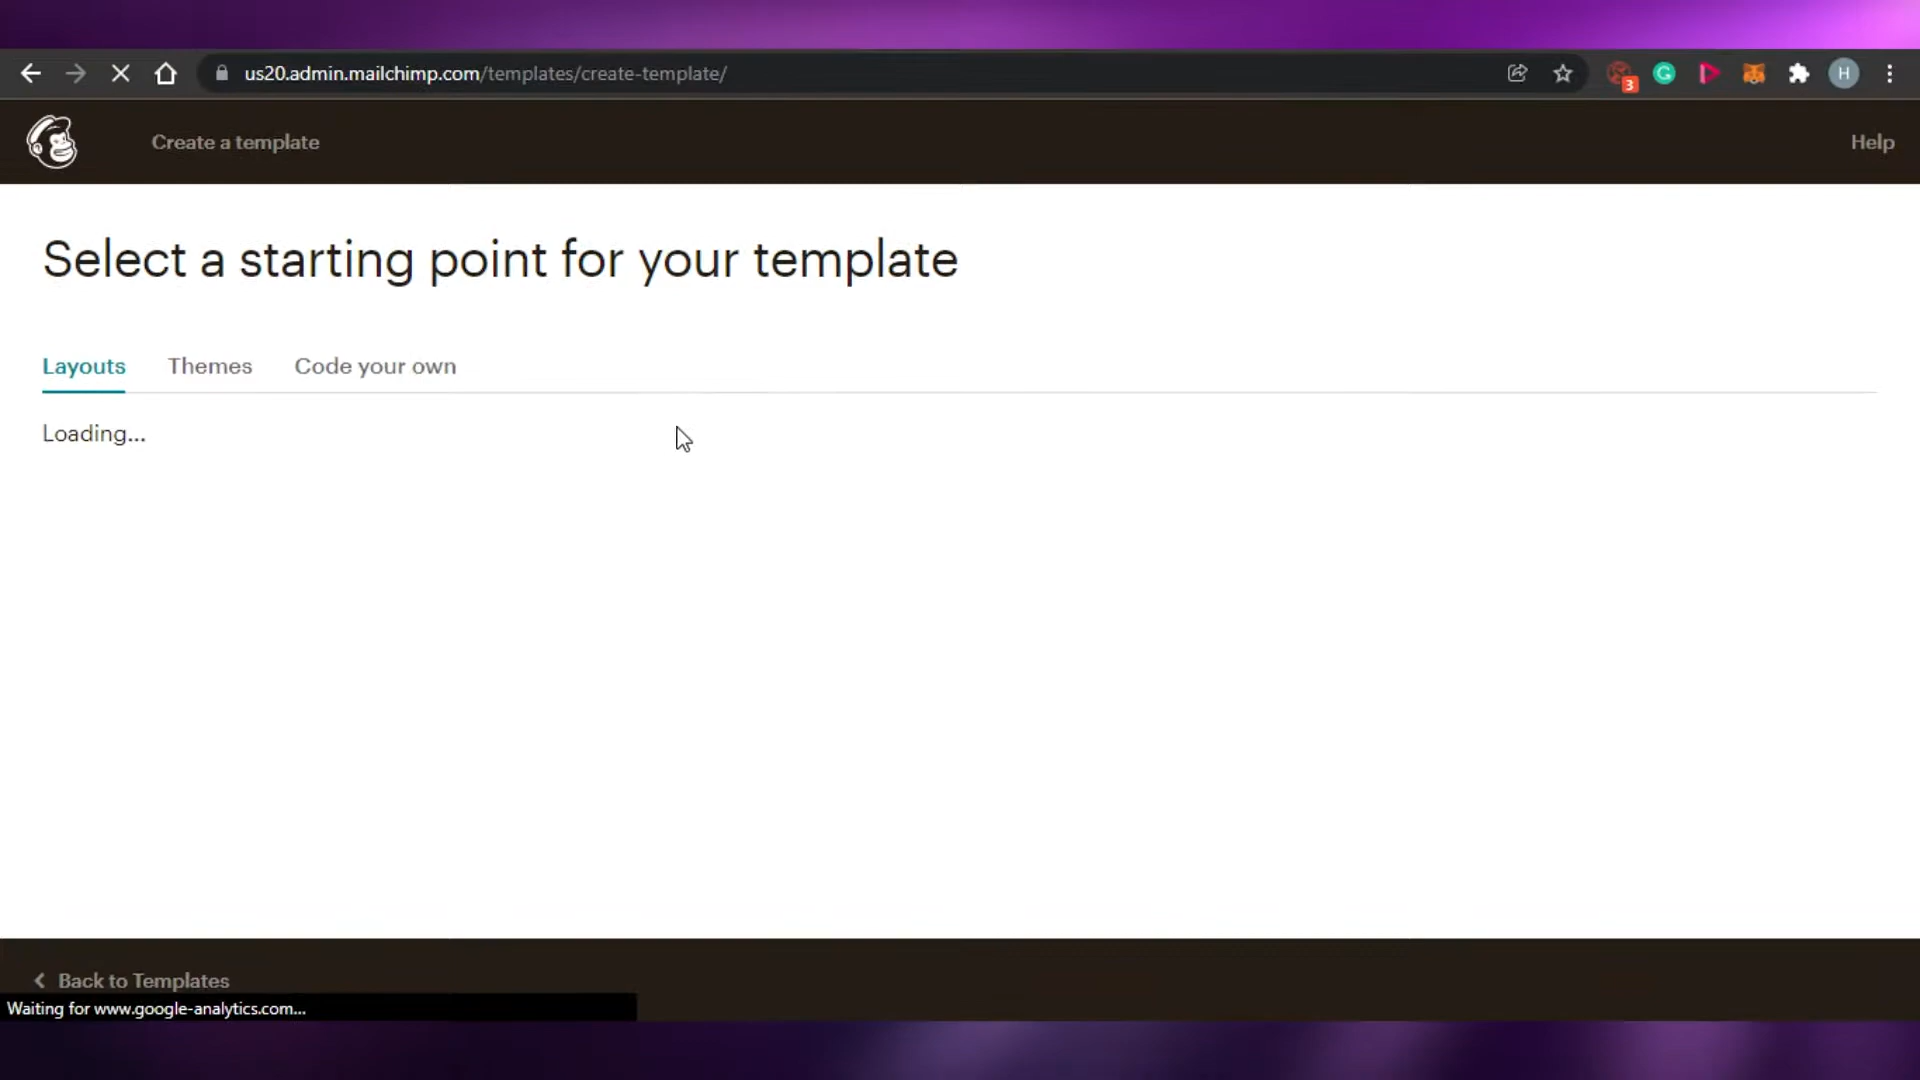 us20.admin.mailchimp.com/templates/create-template/
3
G
H
Create a template
Help
Select a starting point for your template
Layouts
Themes
Code your own
Loading...
Back to Templates
Waiting for www.google-analytics.com...